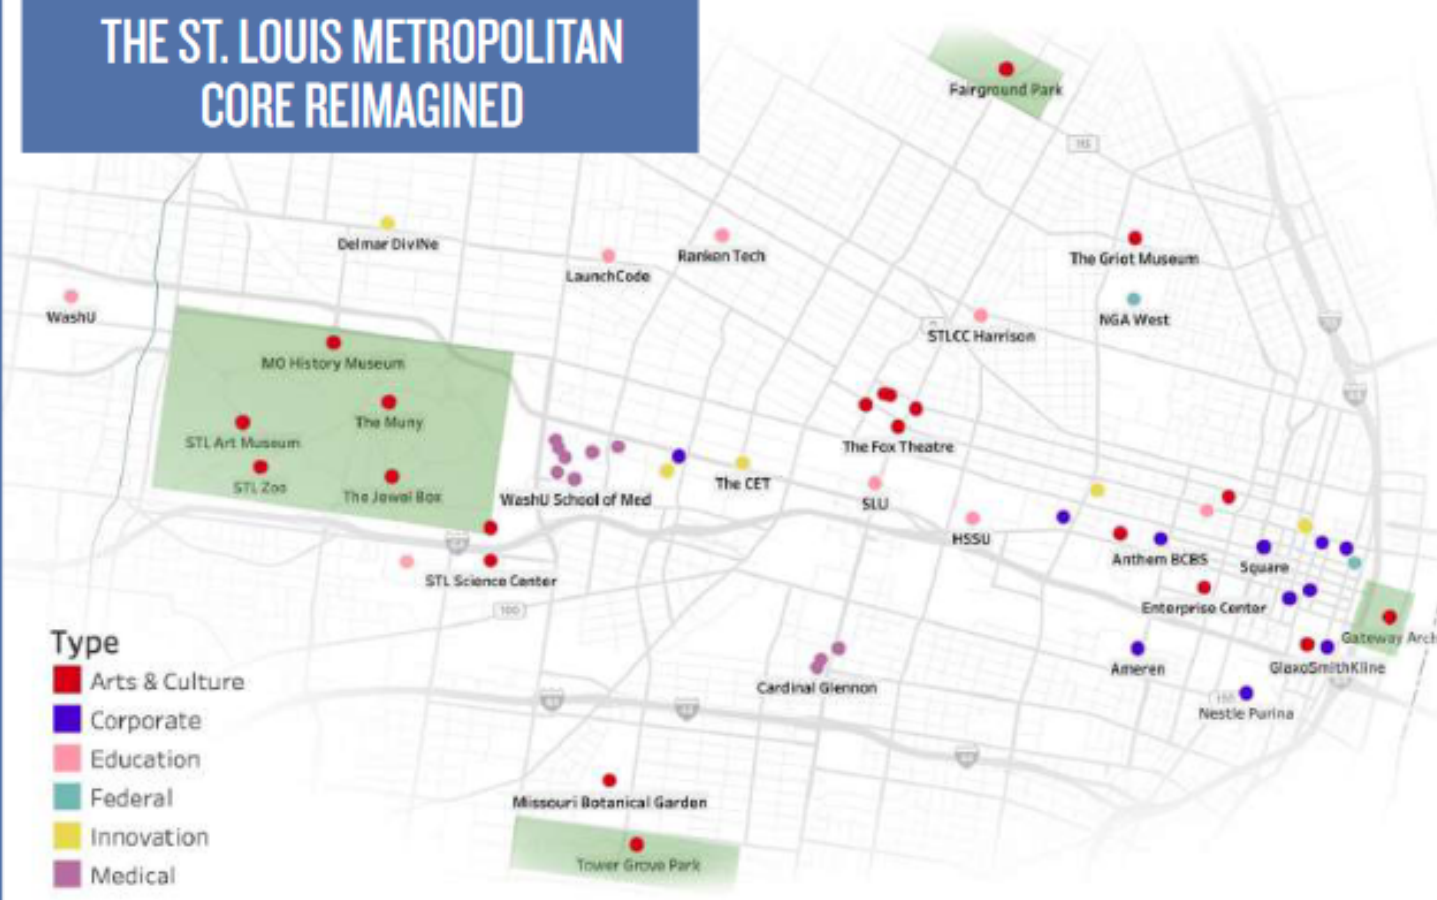 THE ST. LOUIS METROPOLITAN
CORE REIMAGINED
Fairground Park
115
Delmar DivINe
LaunchCode
Ranken Tech
The Griot Museum
WashU
NGA West
STLCC Harrison
MO History Museum
The Muny
STL Art Museum
The Fox Theatre
STL Zoo
The Jewel Box
WashU School of Med
The CET
SLU
HSSU
Anthem BCBS
Square
STL Science Center
100
Enterprise Center
Gateway Arch
Ameren
GlaxoSmithKline
Cardinal Glennon
Nestle Purina
Missouri Botanical Garden
Tower Grove Park
Type
Arts & Culture
Corporate
Education
Federal
Innovation
Medical